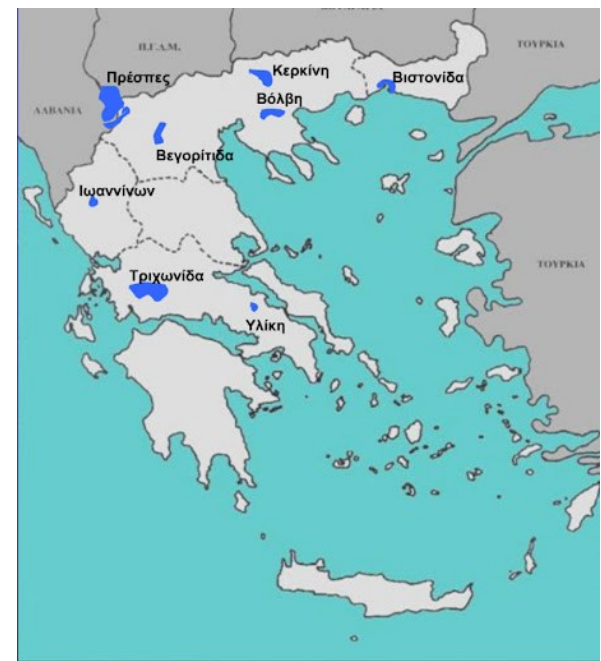 ΤΟΥΡΚΙΑ
Π.Γ.Δ.Μ.
Πρέσπες
Κερκίνη
Βιστονίδα
ΑΛΒΑΝΙΑ
Βόλβη
Βεγορίτιδα
Ιωαννίνων
ΤΟΥΡΚΙΑ
Τριχωνίδα
Υλίκη